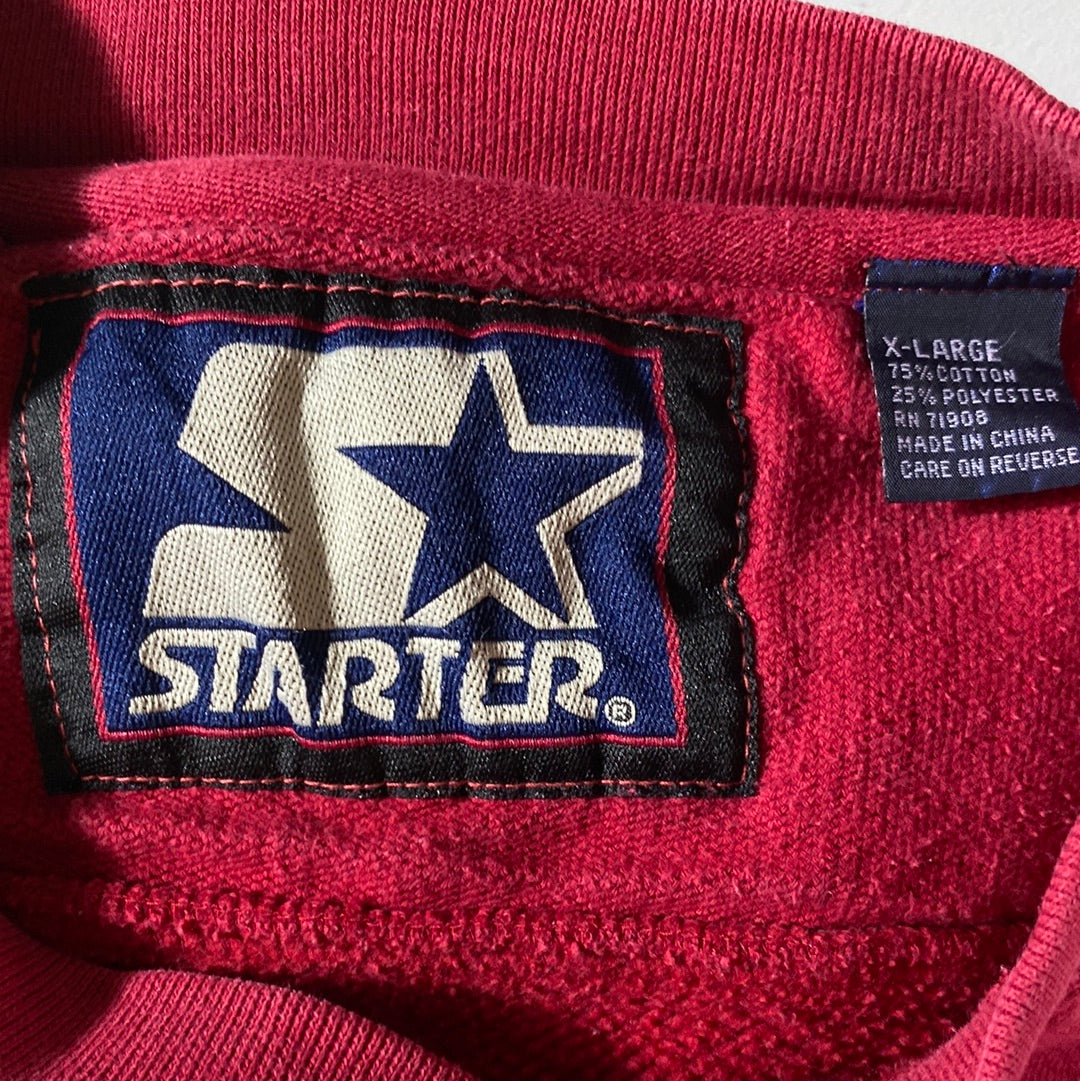 STARTER®
X-LARGE
75% COTTON
25% POLYESTER
RN 71908
MADE IN CHINA
CARE ON REVERSE